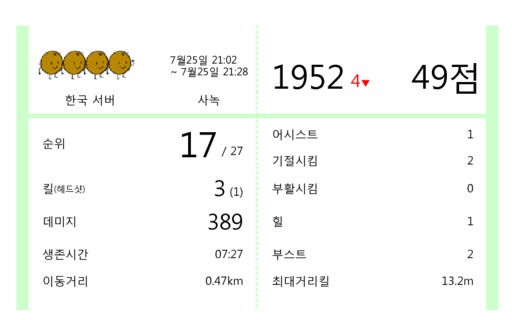 7월25일 21:02
~ 7월25일 21:28
한국 서버
사녹
1952 4▼
49점
순위
17 / 27
킬(헤드샷)
3 (1)
데미지
389
생존시간
07:27
이동거리
0.47km
어시스트
1
기절시킴
2
부활시킴
0
힐
1
부스트
2
최대거리킬
13.2m